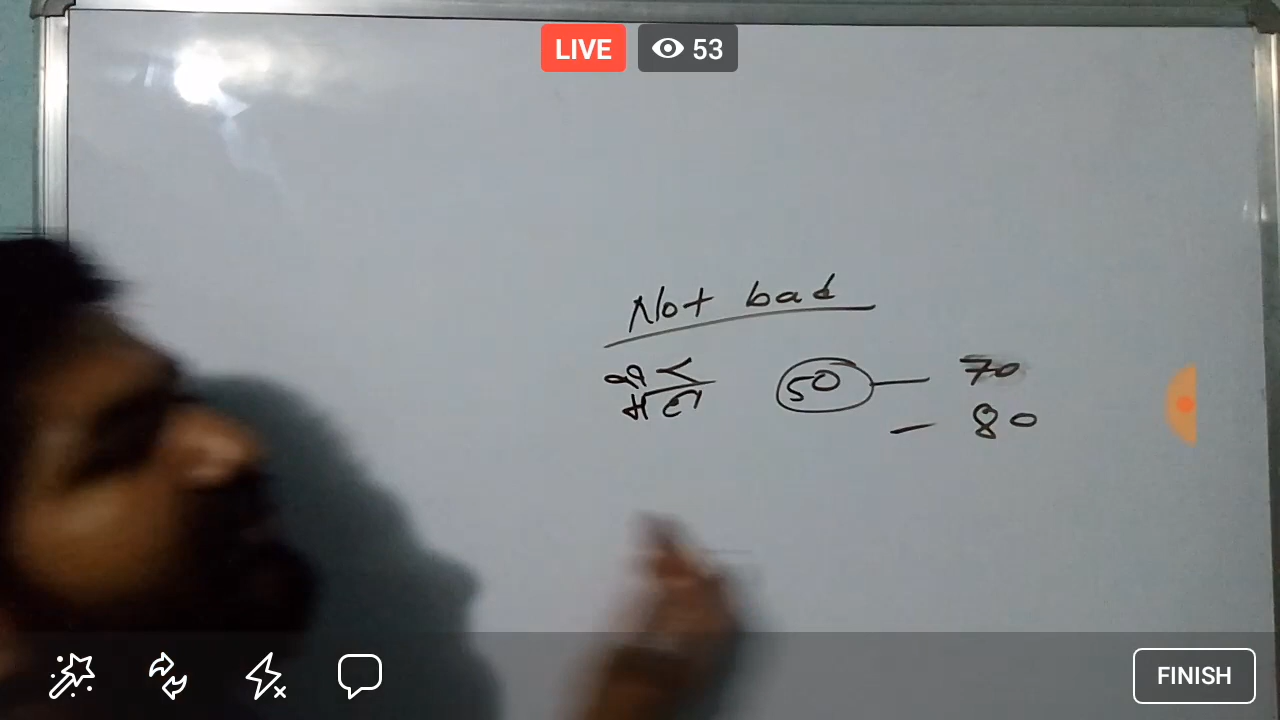 LIVE 53
Not bad
50 — 70
— 80
FINISH